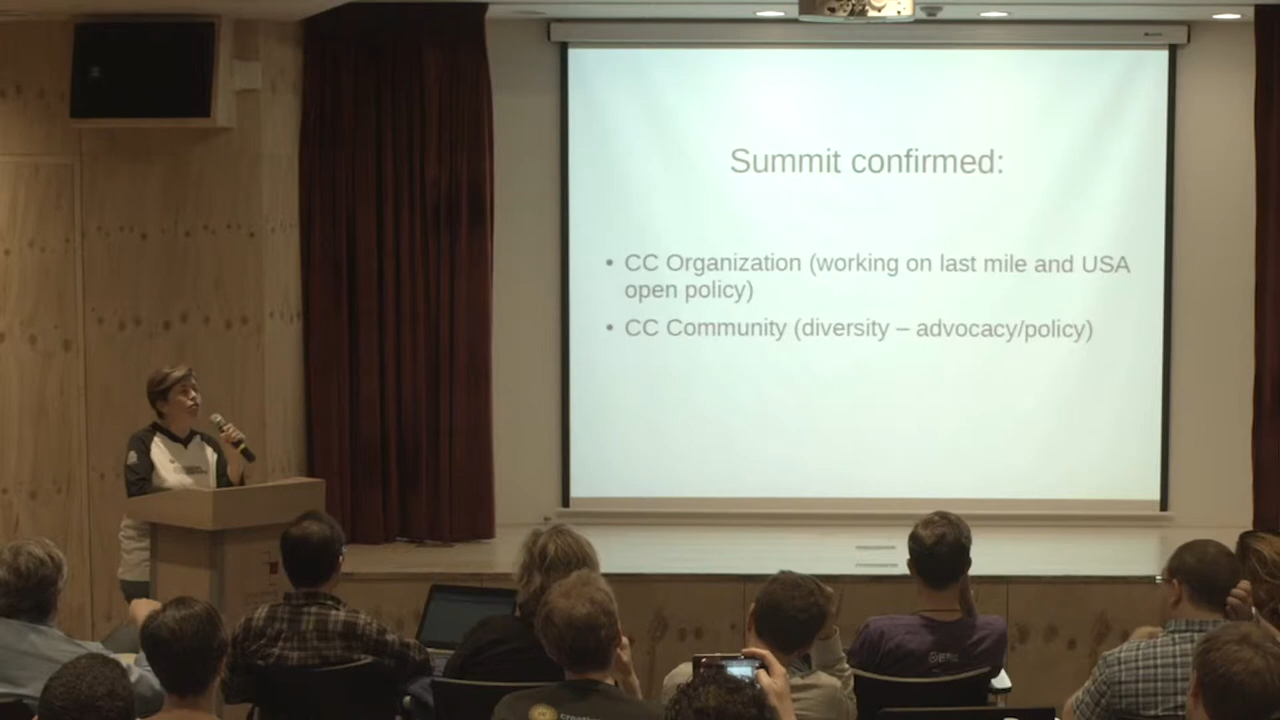 Summit confirmed:
• CC Organization (working on last mile and USA
open policy)
• CC Community (diversity – advocacy/policy)